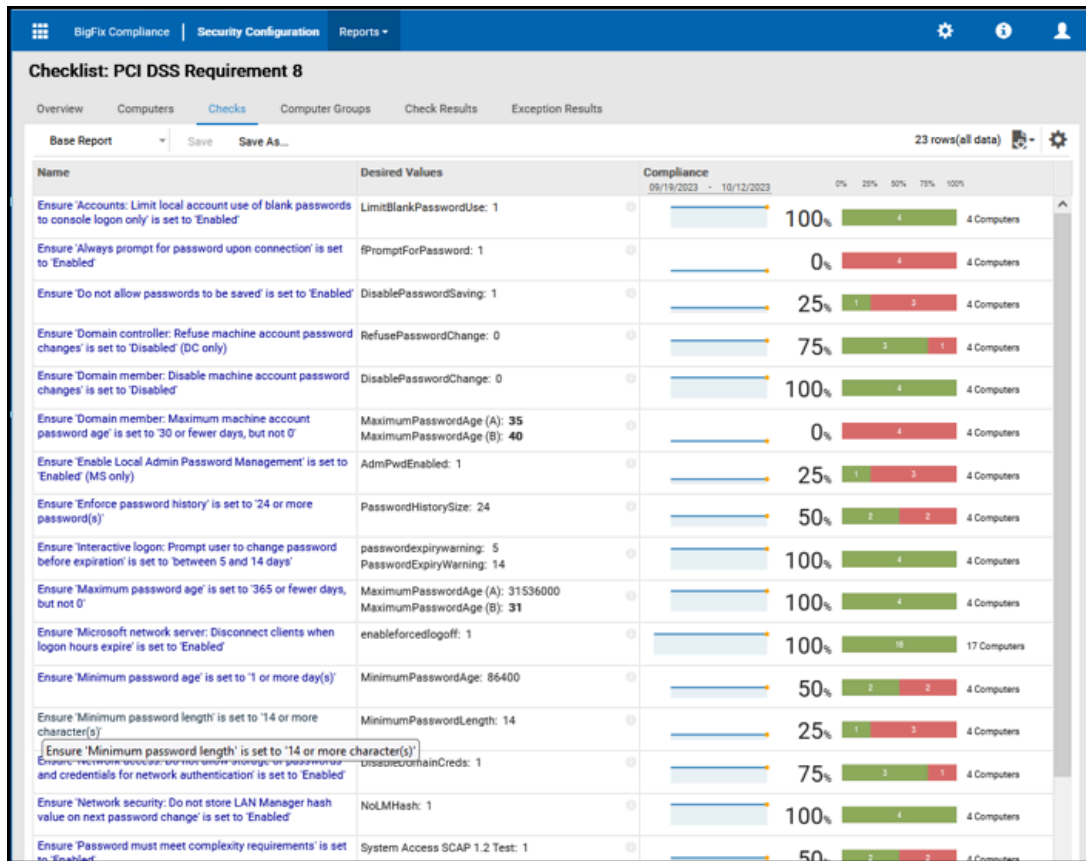 BigFix Compliance | Security Configuration Reports
Checklist: PCI DSS Requirement 8
Overview Computers Checks Computer Groups Check Results Exception Results
Base Report Save Save As... 23 rows(all data)
Name Desired Values Compliance
09/19/2023 - 10/12/2023 0% 25% 50% 75% 100%
Ensure 'Accounts: Limit local account use of blank passwords
to console logon only' is set to 'Enabled'
LimitBlankPasswordUse: 1
100% 4 4 Computers
Ensure 'Always prompt for password upon connection' is set
to 'Enabled'
fPromptForPassword: 1
0% 4 4 Computers
Ensure 'Do not allow passwords to be saved' is set to 'Enabled'
DisablePasswordSaving: 1
25% 1 3 4 Computers
Ensure 'Domain controller: Refuse machine account password
changes' is set to 'Disabled' (DC only)
RefusePasswordChange: 0
75% 3 1 4 Computers
Ensure 'Domain member: Disable machine account password
changes' is set to 'Disabled'
DisablePasswordChange: 0
100% 4 4 Computers
Ensure 'Domain member: Maximum machine account
password age' is set to '30 or fewer days, but not 0'
MaximumPasswordAge (A): 35
MaximumPasswordAge (B): 40
0% 4 4 Computers
Ensure 'Enable Local Admin Password Management' is set to
'Enabled' (MS only)
AdmPwdEnabled: 1
25% 1 3 4 Computers
Ensure 'Enforce password history' is set to '24 or more
password(s)'
PasswordHistorySize: 24
50% 2 2 4 Computers
Ensure 'Interactive logon: Prompt user to change password
before expiration' is set to 'between 5 and 14 days'
passwordexpirywarning: 5
PasswordExpiryWarning: 14
100% 4 4 Computers
Ensure 'Maximum password age' is set to '365 or fewer days,
but not 0'
MaximumPasswordAge (A): 31536000
MaximumPasswordAge (B): 31
100% 4 4 Computers
Ensure 'Microsoft network server: Disconnect clients when
logon hours expire' is set to 'Enabled'
enableforcedlogoff: 1
100% 16 17 Computers
Ensure 'Minimum password age' is set to '1 or more day(s)'
MinimumPasswordAge: 86400
50% 2 2 4 Computers
Ensure 'Minimum password length' is set to '14 or more
character(s)'
MinimumPasswordLength: 14
25% 1 3 4 Computers
Ensure 'Minimum password length' is set to '14 or more character(s)'
Ensure 'Network access: Do not allow storage of passwords
and credentials for network authentication' is set to 'Enabled'
DisableDomainCreds: 1
75% 3 1 4 Computers
Ensure 'Network security: Do not store LAN Manager hash
value on next password change' is set to 'Enabled'
NoLMHash: 1
100% 4 4 Computers
Ensure 'Password must meet complexity requirements' is set
to 'Enabled'
System Access SCAP 1.2 Test: 1
50% 2 2 4 Computers